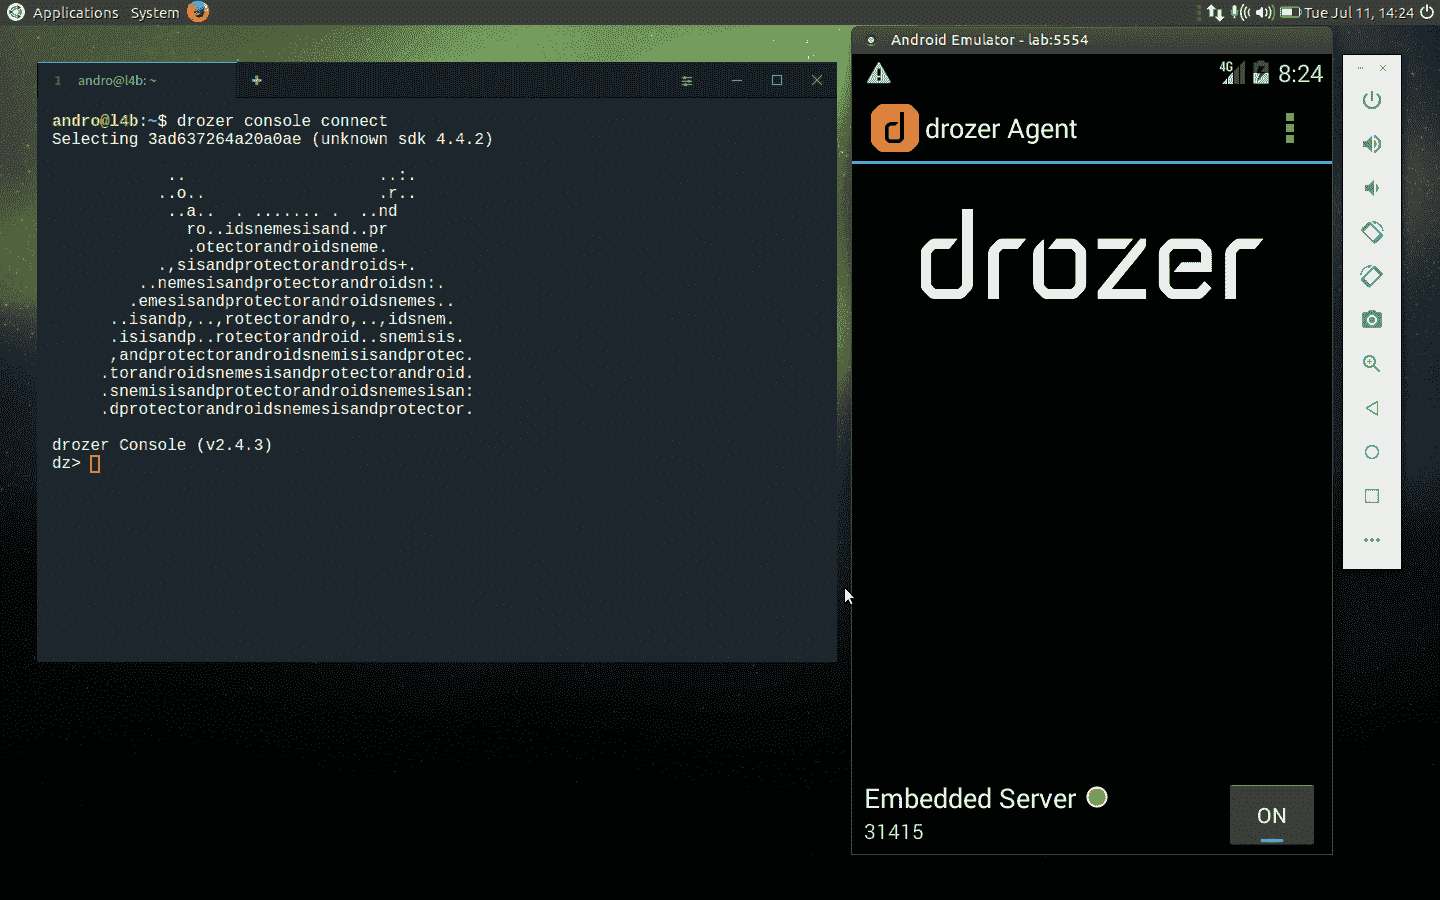 Applications System
Tue Jul 11, 14:24
1 andro@l4b: ~
andro@l4b:~$ drozer console connect
Selecting 3ad637264a20a0ae (unknown sdk 4.4.2)
..                    ..:.
..o..                  .r..
..a..  . ....... .  ..nd
ro..idsnemesisand..pr
.otectorandroidsneme.
.,sisandprotectorandroids+.
..nemesisandprotectorandroidsn:.
.emesisandprotectorandroidsnemes..
..isandp,..,rotectorandro,..,idsnem.
.isisandp..rotectorandroid..snemisis.
,andprotectorandroidsnemisisandprotec.
.torandroidsnemesisandprotectorandroid.
.snemisisandprotectorandroidsnemesisan:
.dprotectorandroidsnemesisandprotector.
drozer Console (v2.4.3)
dz>
Android Emulator - lab:5554
4G 8:24
d drozer Agent
drozer
Embedded Server
31415
ON